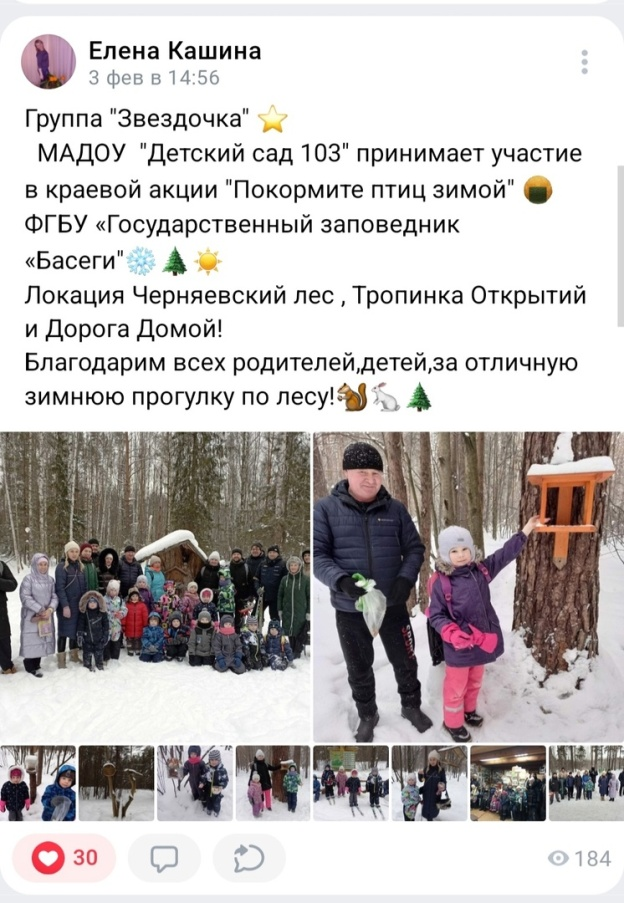 Елена Кашина
3 фев в 14:56
Группа "Звездочка" ⭐
МАДОУ "Детский сад 103" принимает участие
в краевой акции "Покормите птиц зимой" 🍘
ФГБУ «Государственный заповедник
«Басеги"❄️🌲☀️
Локация Черняевский лес , Тропинка Открытий
и Дорога Домой!
Благодарим всех родителей,детей,за отличную
зимнюю прогулку по лесу!🐿️🐇🌲
30
184